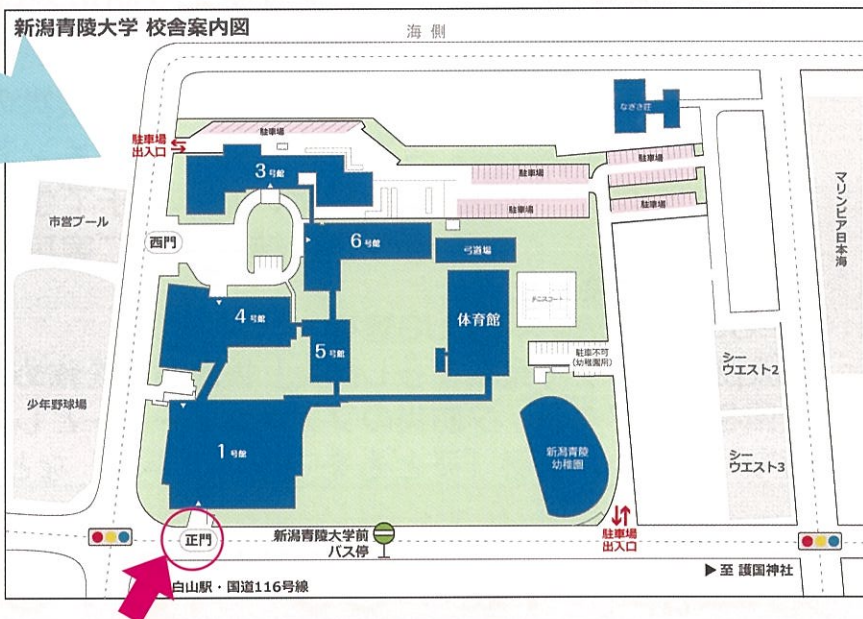 新潟青陵大学 校舎案内図
海 側
なぎさ荘
駐車場
出入口
駐車場
3号館
駐車場
駐車場
駐車場
駐車場
市営プール
西門
6号館
弓道場
マリンピア日本海
4号館
5号館
体育館
テニスコート
駐車不可
(幼稚園用)
シー
ウエスト2
少年野球場
1号館
新潟青陵
幼稚園
シー
ウエスト3
正門
新潟青陵大学前
バス停
駐車場
出入口
白山駅・国道116号線
▶至 護国神社